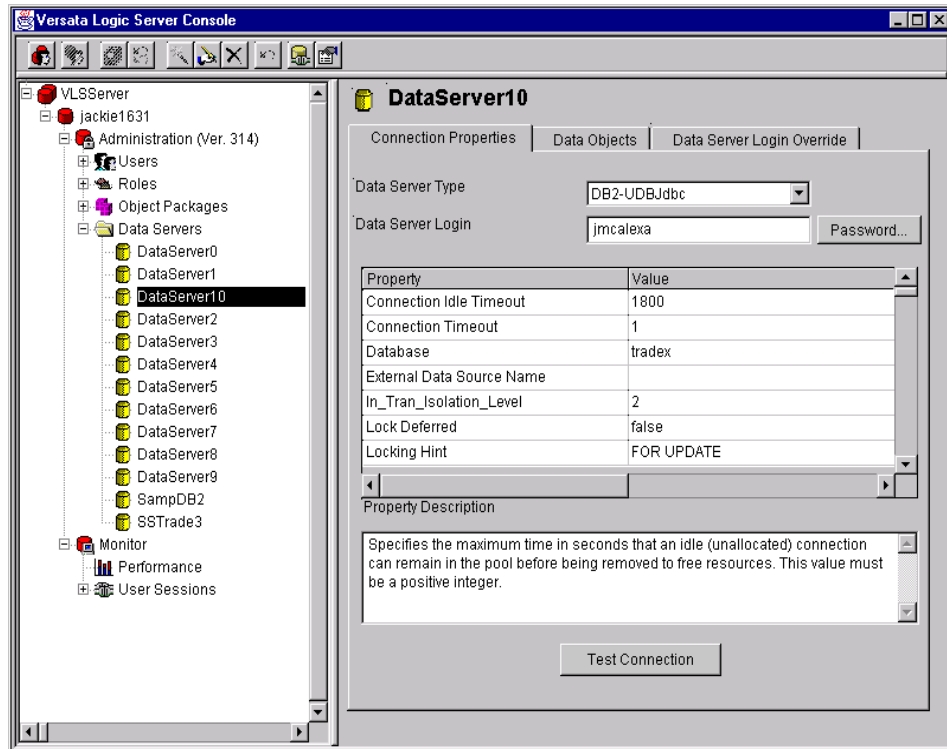 Versata Logic Server Console
VLSServer
jackie1631
Administration (Ver. 314)
Users
Roles
Object Packages
Data Servers
DataServer0
DataServer1
DataServer10
DataServer2
DataServer3
DataServer4
DataServer5
DataServer6
DataServer7
DataServer8
DataServer9
SampDB2
SSTrade3
Monitor
Performance
User Sessions
DataServer10
Connection Properties
Data Objects
Data Server Login Override
Data Server Type
DB2-UDBJdbc
Data Server Login
jmcalexa
Password...
Property Value
Connection Idle Timeout 1800
Connection Timeout 1
Database tradex
External Data Source Name
In_Tran_Isolation_Level 2
Lock Deferred false
Locking Hint FOR UPDATE
Property Description
Specifies the maximum time in seconds that an idle (unallocated) connection
can remain in the pool before being removed to free resources. This value must
be a positive integer.
Test Connection